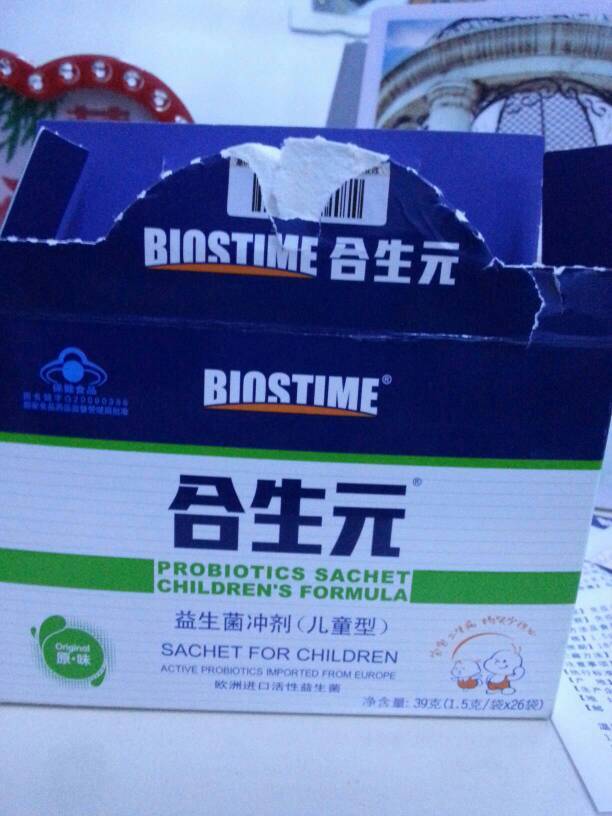 BIOSTIME 合生元
BIOSTIME®
保健食品
合生元®
PROBIOTICS SACHET
CHILDREN'S FORMULA
益生菌冲剂（儿童型）
SACHET FOR CHILDREN
ACTIVE PROBIOTICS IMPORTED FROM EUROPE
欧洲进口活性益生菌
Original
原·味
净含量: 39克(1.5克/袋x26袋)